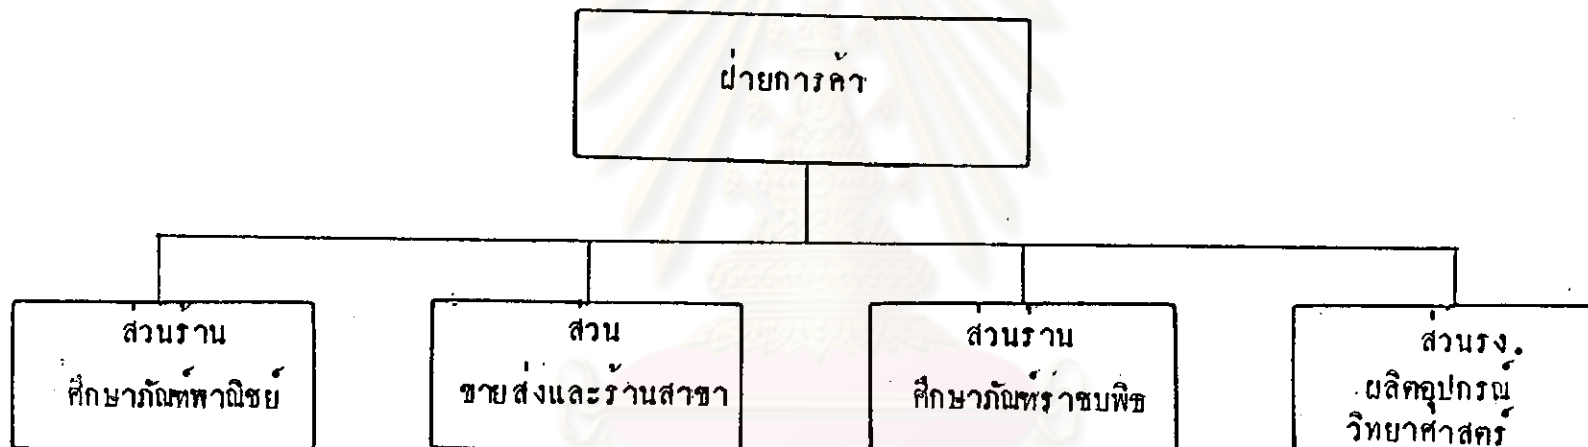 ฝ่ายการค้า
ส่วนร้าน
ศึกษาภัณฑ์พาณิชย์
ส่วน
ขายส่งและร้านสาขา
ส่วนร้าน
ศึกษาภัณฑ์ราชบพิธ
ส่วนรง.
ผลิตอุปกรณ์
วิทยาศาสตร์